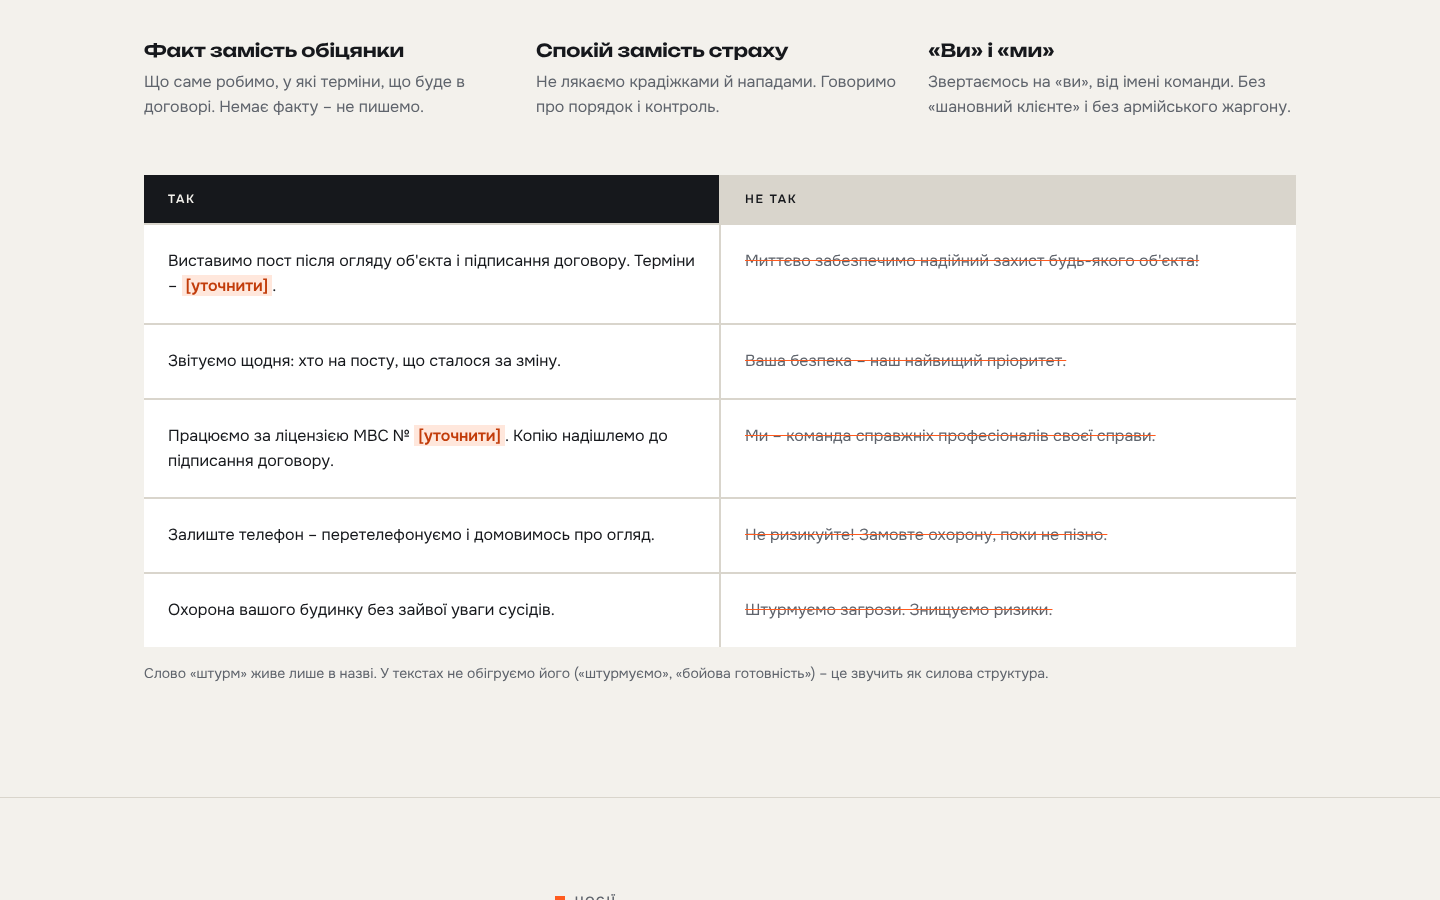 Факт замість обіцянки
Що саме робимо, у які терміни, що буде в
договорі. Немає факту – не пишемо.
Спокій замість страху
Не лякаємо крадіжками й нападами. Говоримо
про порядок і контроль.
«Ви» і «ми»
Звертаємось на «ви», від імені команди. Без
«шановний клієнте» і без армійського жаргону.
ТАК
НЕ ТАК
Виставимо пост після огляду об'єкта і підписання договору. Терміни
– [уточнити].
Миттєво забезпечимо надійний захист будь-якого об'єкта!
Звітуємо щодня: хто на посту, що сталося за зміну.
Ваша безпека – наш найвищий пріоритет.
Працюємо за ліцензією МВС № [уточнити]. Копію надішлемо до
підписання договору.
Ми – команда справжніх професіоналів своєї справи.
Залиште телефон – перетелефонуємо і домовимось про огляд.
Не ризикуйте! Замовте охорону, поки не пізно.
Охорона вашого будинку без зайвої уваги сусідів.
Штурмуємо загрози. Знищуємо ризики.
Слово «штурм» живе лише в назві. У текстах не обігруємо його («штурмуємо», «бойова готовність») – це звучить як силова структура.